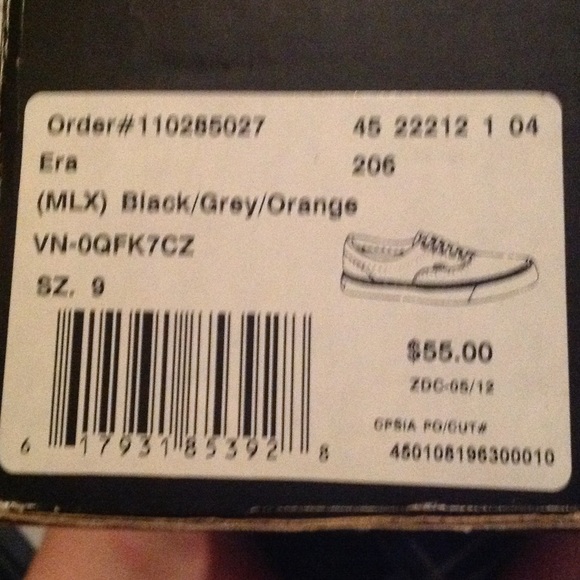 Order#110285027 45 22212 1 04
Era 206
(MLX) Black/Grey/Orange
VN-0QFK7CZ
SZ. 9
$55.00
ZDC-05/12
CPSIA PO/CUT#
450108196300010
6 17931 85392 8